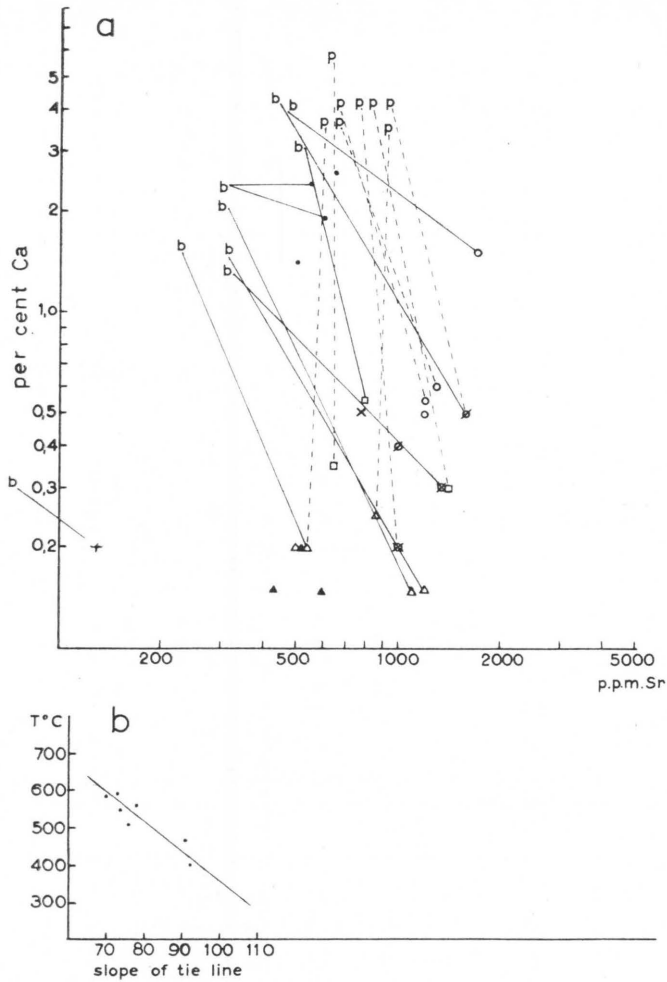 a
per cent Ca
5
4
3
2
1,0
0,5
0,4
0,3
0,2
p
b b p p p p
p p p
b
b
b
b b
b
b
200 500 1000 2000 5000
p.p.m.Sr
b
T°C
700
600
500
400
300
70 80 90 100 110
slope of tie line